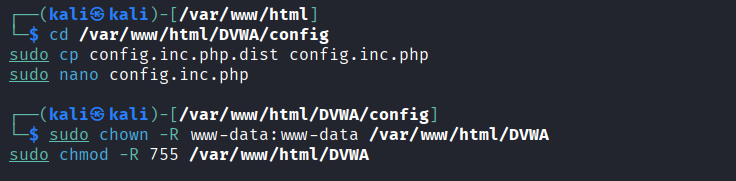 ┌──(kali㉿kali)-[/var/www/html]
└─$ cd /var/www/html/DVWA/config
sudo cp config.inc.php.dist config.inc.php
sudo nano config.inc.php
┌──(kali㉿kali)-[/var/www/html/DVWA/config]
└─$ sudo chown -R www-data:www-data /var/www/html/DVWA
sudo chmod -R 755 /var/www/html/DVWA